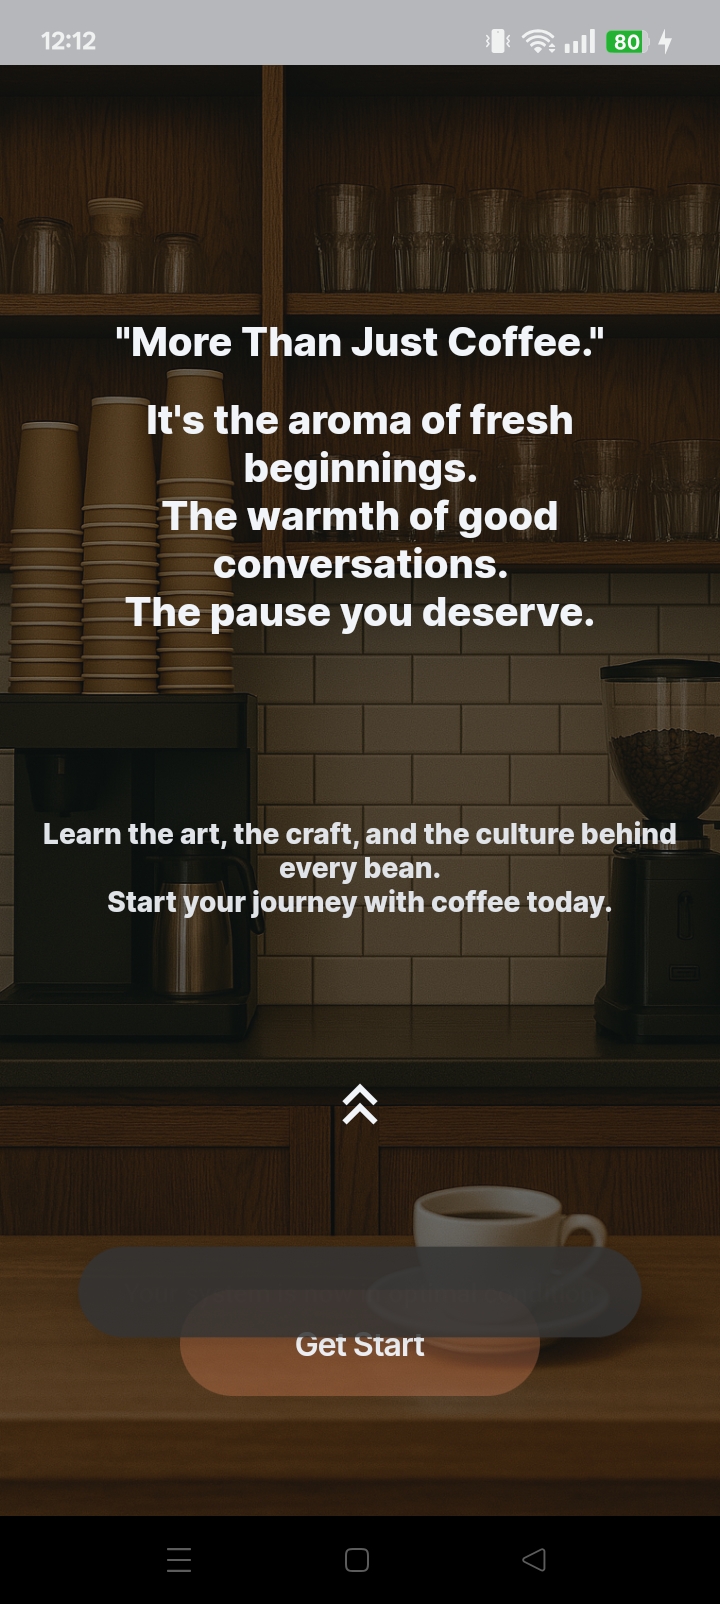 12:12
80
"More Than Just Coffee."
It's the aroma of fresh
beginnings.
The warmth of good
conversations.
The pause you deserve.
Learn the art, the craft, and the culture behind
every bean.
Start your journey with coffee today.
Get Start